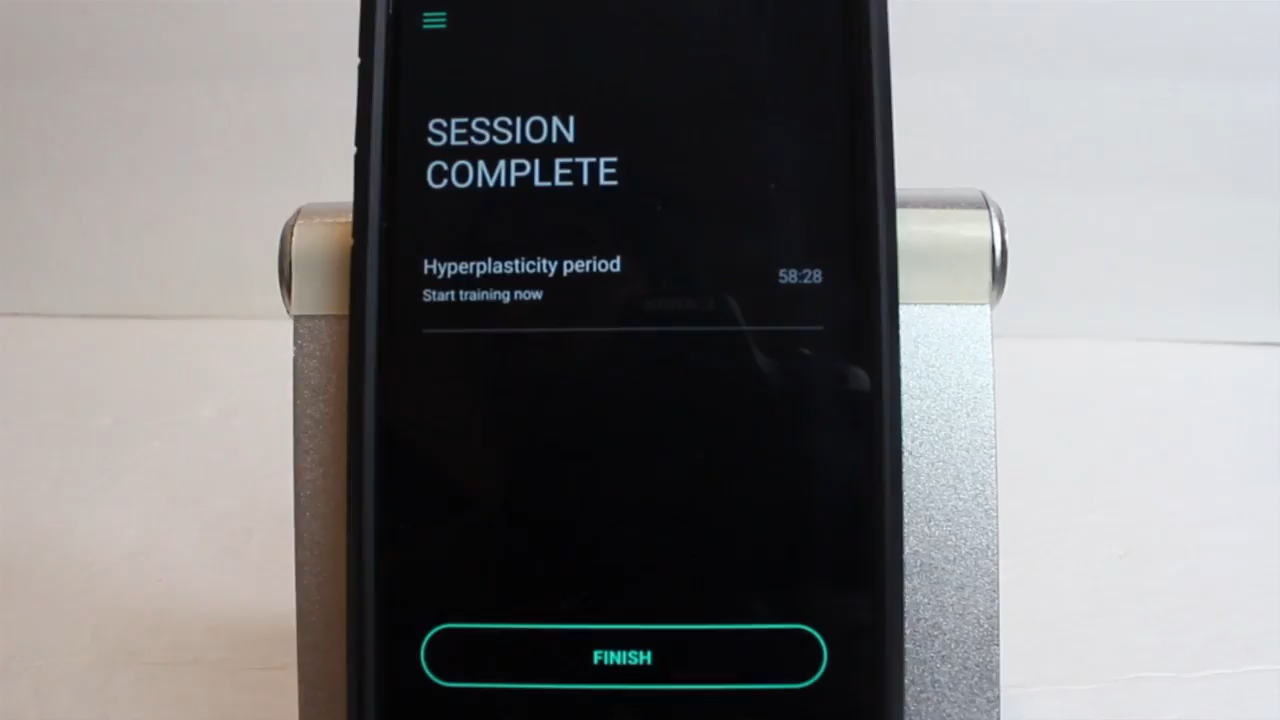 SESSION
COMPLETE
Hyperplasticity period
58:28
Start training now
FINISH